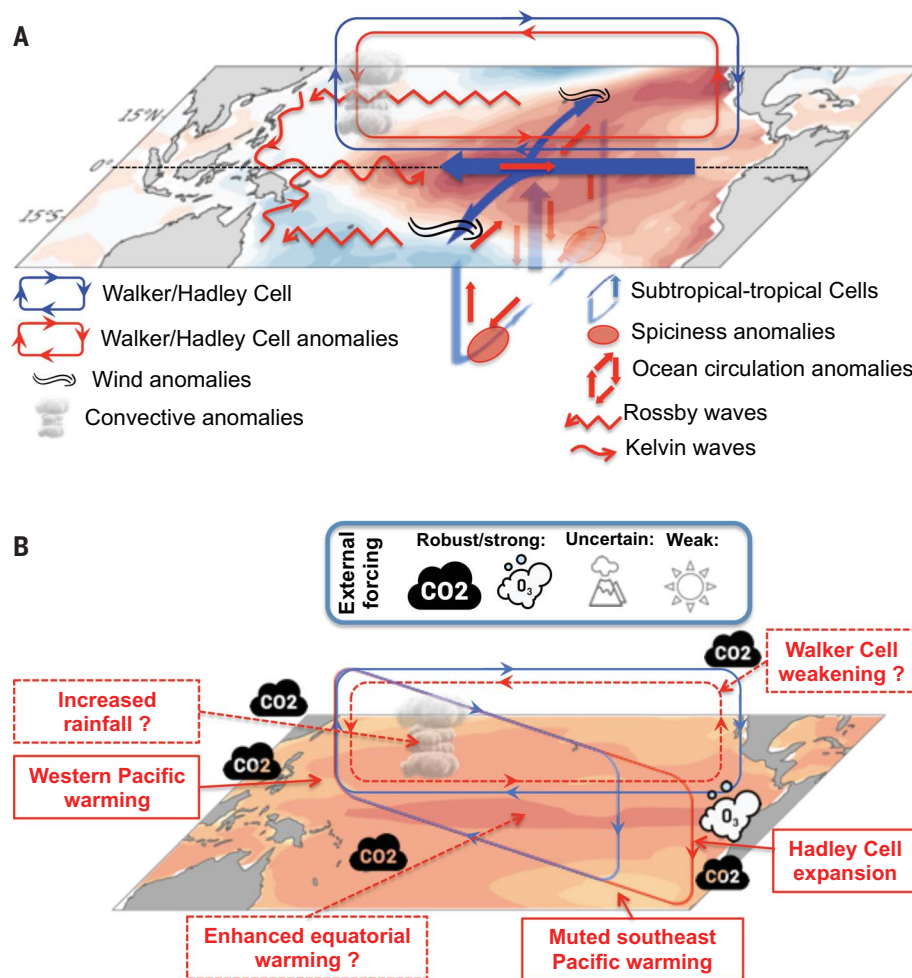 A
15°N
0°
15°S
Walker/Hadley Cell
Walker/Hadley Cell anomalies
Wind anomalies
Convective anomalies
Subtropical-tropical Cells
Spiciness anomalies
Ocean circulation anomalies
Rossby waves
Kelvin waves
B
External
forcing
Robust/strong:
Uncertain:
Weak:
CO2
O3
CO2
Walker Cell
weakening ?
Increased
rainfall ?
CO2
CO2
Western Pacific
warming
O3
CO2
CO2
Hadley Cell
expansion
Enhanced equatorial
warming ?
Muted southeast
Pacific warming